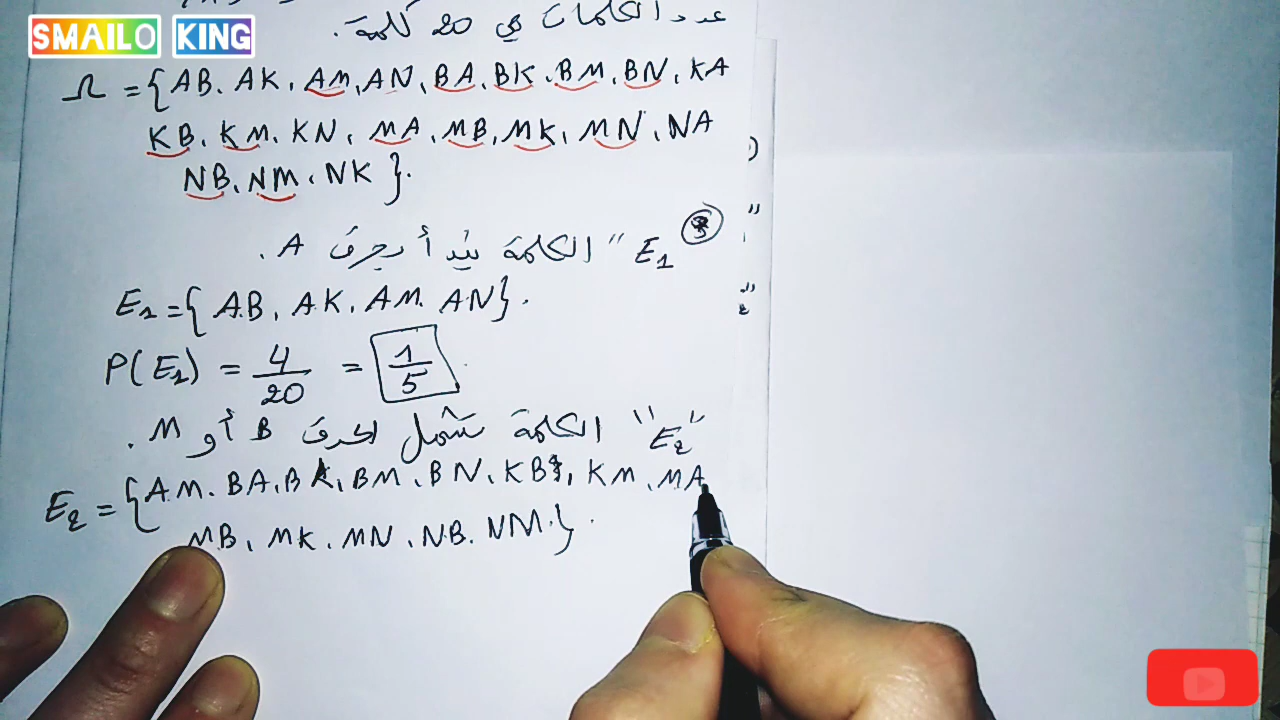 SMAILO KING
عدد الكلمات هي 20 كلمة.
Ω = { AB. AK, AM, AN, BA, BK, BM, BN, KA
KB, KM, KN, MA, MB, MK, MN, NA
NB, NM, NK }.
E1 " الكلمة تبدأ بحرف A.
E1 = { AB, AK, AM. AN }.
P(E1) = 4/20 = 1/5
"E2" الكلمة تشمل الحرف B أو M.
E2 = { AM. BA, BK, BM, BN, KB, KM, MA
MB, MK, MN, NB. NM. }.